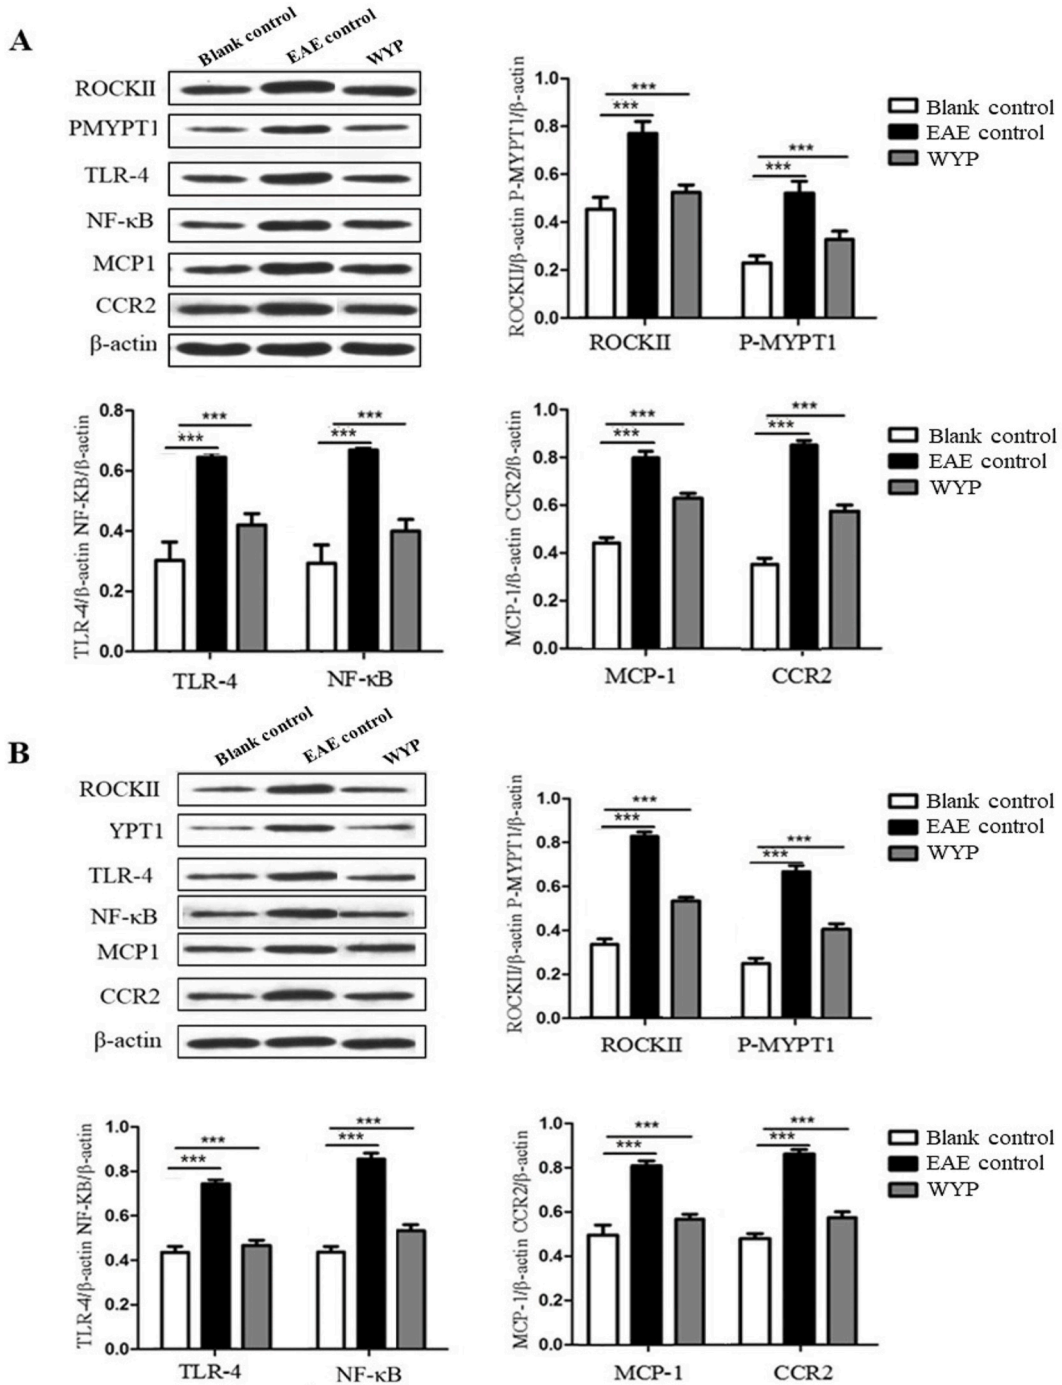 A
Blank control
EAE control
WYP
ROCKII
PMYPT1
TLR-4
NF-κB
MCP1
CCR2
β-actin
ROCKII/β-actin P-MYPT1/β-actin
1.0
0.8
0.6
0.4
0.2
0.0
***
***
***
***
ROCKII
P-MYPT1
Blank control
EAE control
WYP
TLR-4/β-actin NF-KB/β-actin
0.8
0.6
0.4
0.2
0.0
***
***
***
***
TLR-4
NF-κB
MCP-1/β-actin CCR2/β-actin
1.0
0.8
0.6
0.4
0.2
0.0
***
***
***
***
MCP-1
CCR2
Blank control
EAE control
WYP
B
Blank control
EAE control
WYP
ROCKII
YPT1
TLR-4
NF-κB
MCP1
CCR2
β-actin
ROCKII/β-actin P-MYPT1/β-actin
1.0
0.8
0.6
0.4
0.2
0.0
***
***
***
***
ROCKII
P-MYPT1
Blank control
EAE control
WYP
TLR-4/β-actin NF-KB/β-actin
1.0
0.8
0.6
0.4
0.2
0.0
***
***
***
***
TLR-4
NF-κB
MCP-1/β-actin CCR2/β-actin
1.0
0.8
0.6
0.4
0.2
0.0
***
***
***
***
MCP-1
CCR2
Blank control
EAE control
WYP